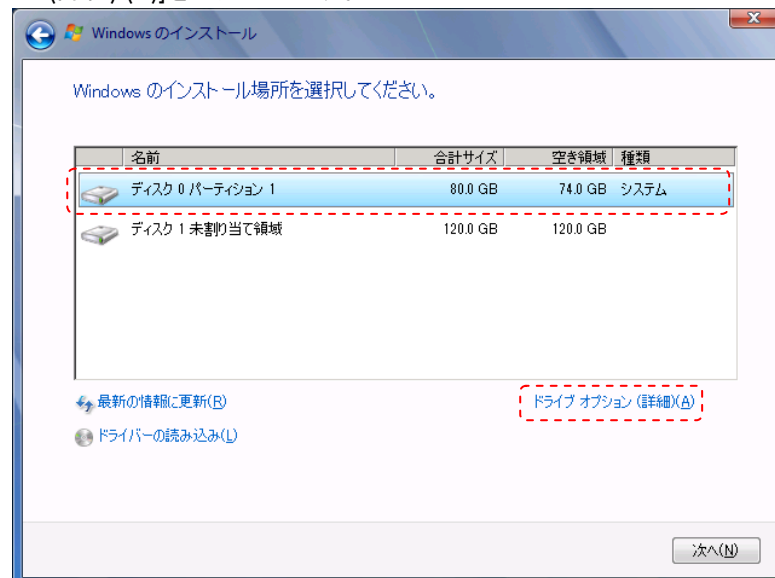 Windows のインストール
Windows のインストール場所を選択してください。
名前 合計サイズ 空き領域 種類
ディスク 0 パーティション 1 80.0 GB 74.0 GB システム
ディスク 1 未割り当て領域 120.0 GB 120.0 GB
最新の情報に更新(R) ドライブ オプション (詳細)(A)
ドライバーの読み込み(L)
次へ(N)